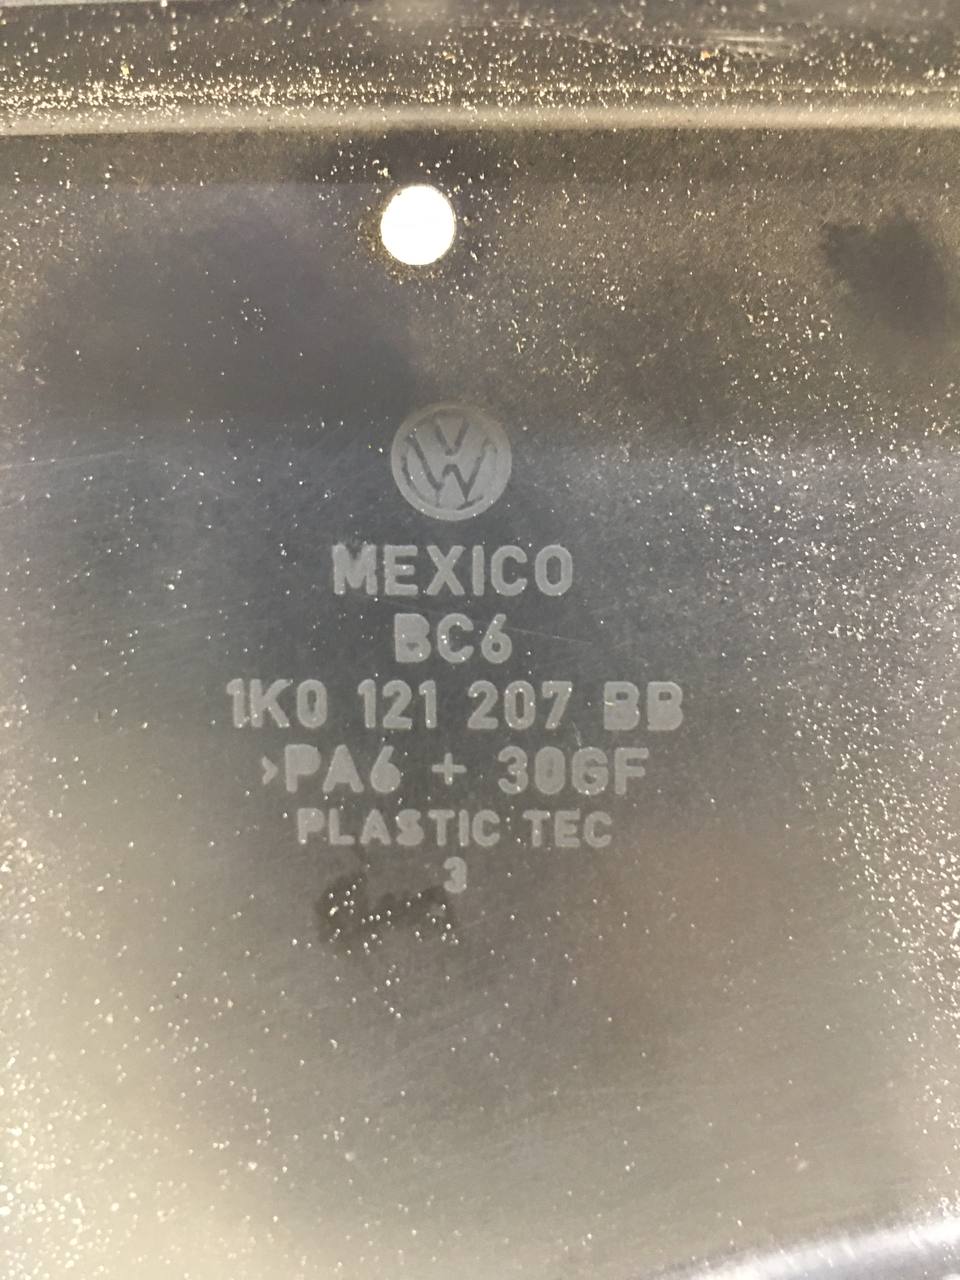 MEXICO
BC6
1K0 121 207 BB
>PA6 + 30GF
PLASTIC TEC
3